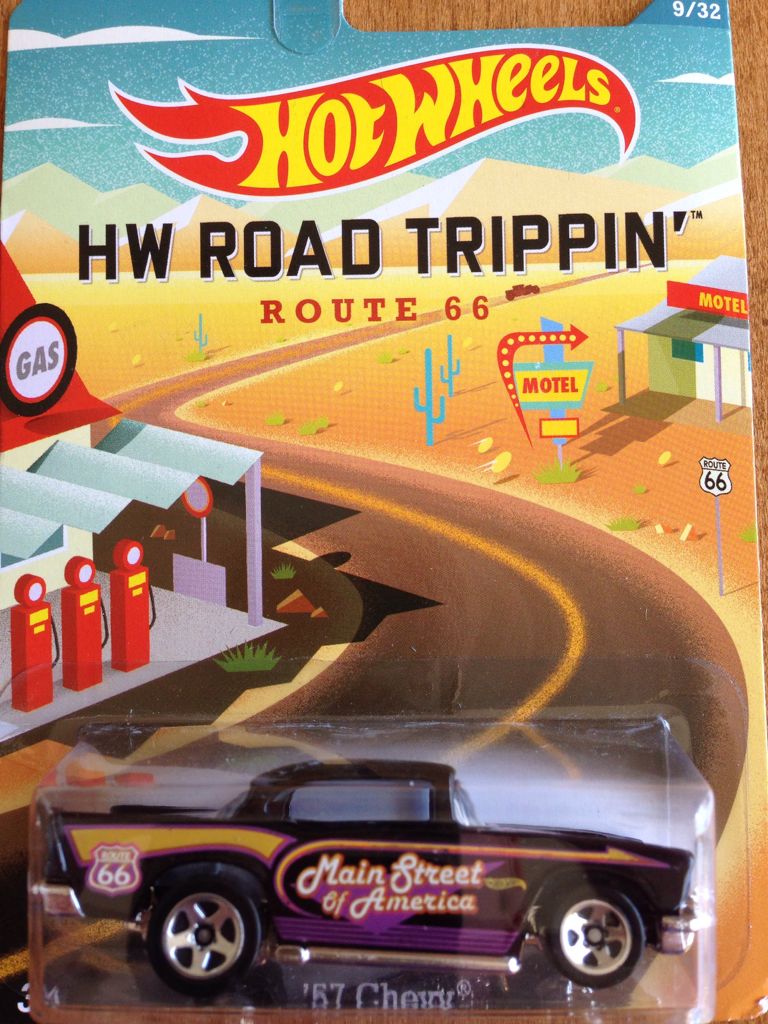 9/32
HOT WHEELS®
HW ROAD TRIPPIN'™
ROUTE 66
MOTEL
GAS
MOTEL
ROUTE
66
ROUTE
66
Main Street
Of America
'57 Chevy®